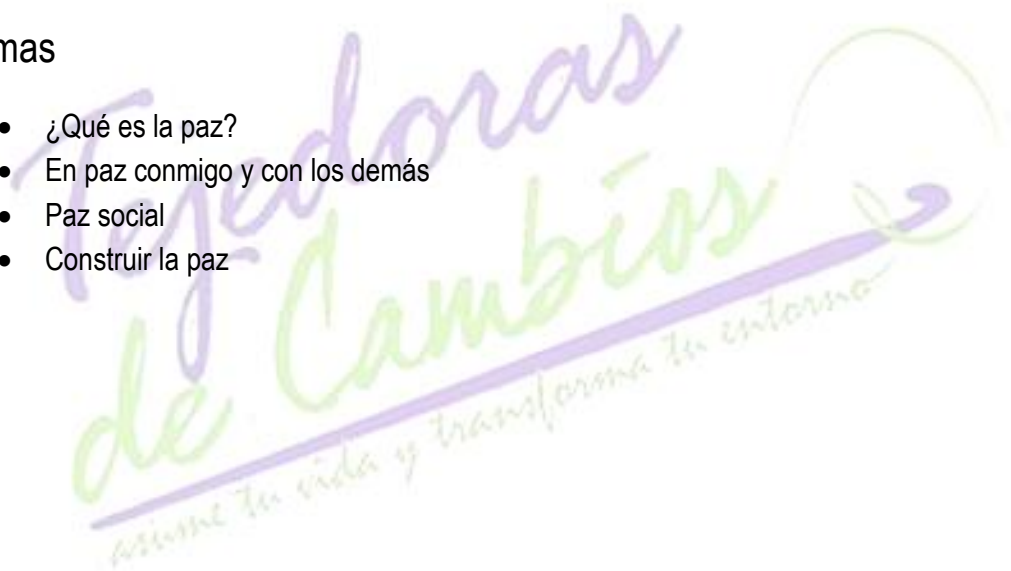 mas
• ¿Qué es la paz?
• En paz conmigo y con los demás
• Paz social
• Construir la paz
Tejedoras
de Cambios
asume tu vida y transforma tu entorno